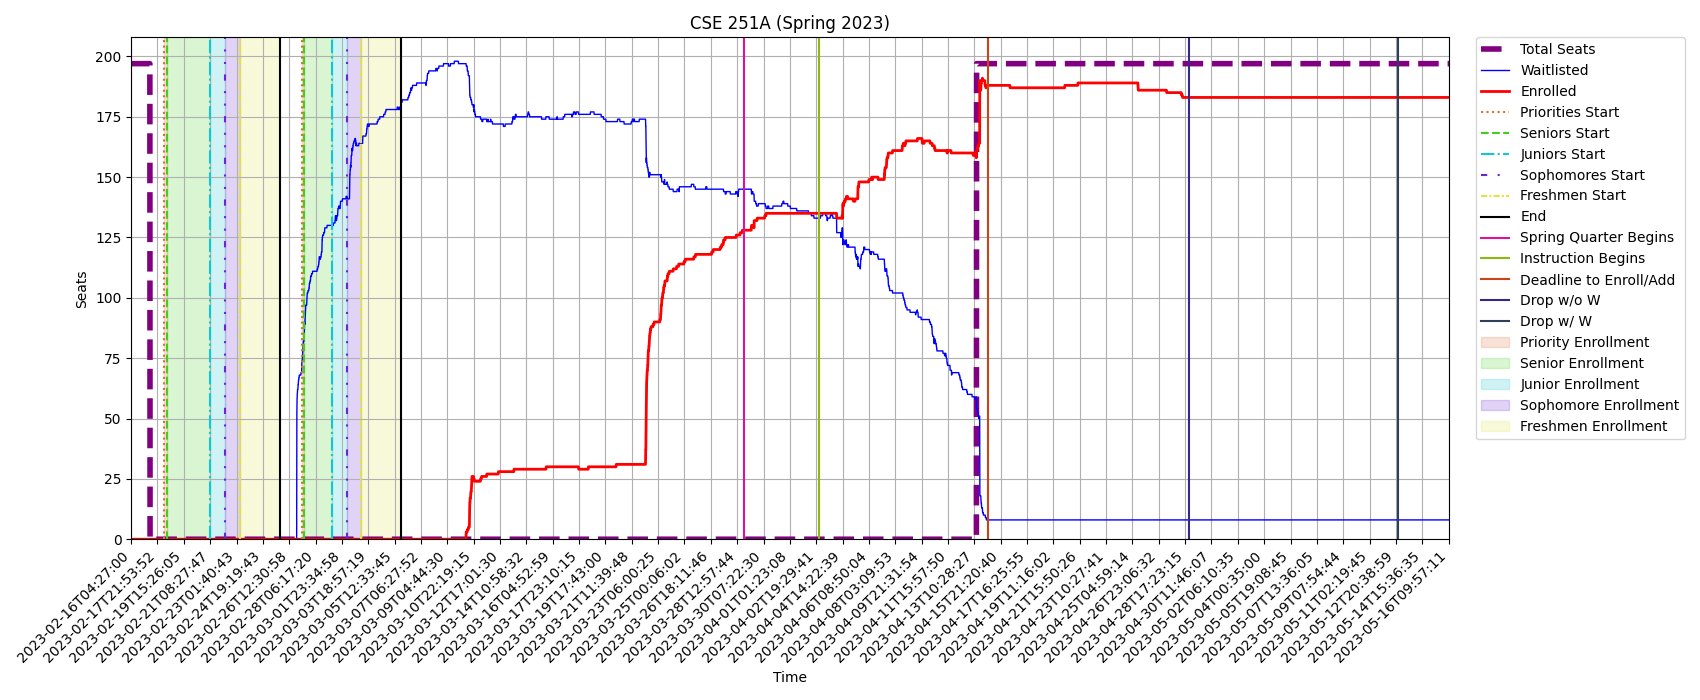 CSE 251A (Spring 2023)
Seats
200
175
150
125
100
75
50
25
0
2023-02-16T04:27:00
2023-02-17T21:53:52
2023-02-19T15:26:05
2023-02-21T08:27:47
2023-02-23T01:40:43
2023-02-24T19:19:43
2023-02-26T12:30:58
2023-02-28T06:17:20
2023-03-01T23:34:58
2023-03-03T18:57:19
2023-03-05T12:33:45
2023-03-07T06:27:52
2023-03-09T04:44:30
2023-03-10T22:19:15
2023-03-12T17:01:30
2023-03-14T10:58:32
2023-03-16T04:52:59
2023-03-17T23:10:15
2023-03-19T17:43:00
2023-03-21T11:39:48
2023-03-23T06:00:25
2023-03-25T00:06:02
2023-03-26T18:11:46
2023-03-28T12:57:44
2023-03-30T07:22:30
2023-04-01T01:23:08
2023-04-02T19:29:41
2023-04-04T14:22:39
2023-04-06T08:50:04
2023-04-08T03:09:53
2023-04-09T21:31:54
2023-04-11T15:57:50
2023-04-13T10:28:27
2023-04-15T21:20:40
2023-04-17T16:25:55
2023-04-19T11:16:02
2023-04-21T15:50:26
2023-04-23T10:27:41
2023-04-25T04:59:14
2023-04-26T23:06:32
2023-04-28T17:23:15
2023-04-30T11:46:07
2023-05-02T06:10:35
2023-05-04T00:35:00
2023-05-05T19:08:45
2023-05-07T13:36:05
2023-05-09T07:54:44
2023-05-11T02:19:45
2023-05-12T20:38:59
2023-05-14T15:36:35
2023-05-16T09:57:11
Time
Total Seats
Waitlisted
Enrolled
Priorities Start
Seniors Start
Juniors Start
Sophomores Start
Freshmen Start
End
Spring Quarter Begins
Instruction Begins
Deadline to Enroll/Add
Drop w/o W
Drop w/ W
Priority Enrollment
Senior Enrollment
Junior Enrollment
Sophomore Enrollment
Freshmen Enrollment